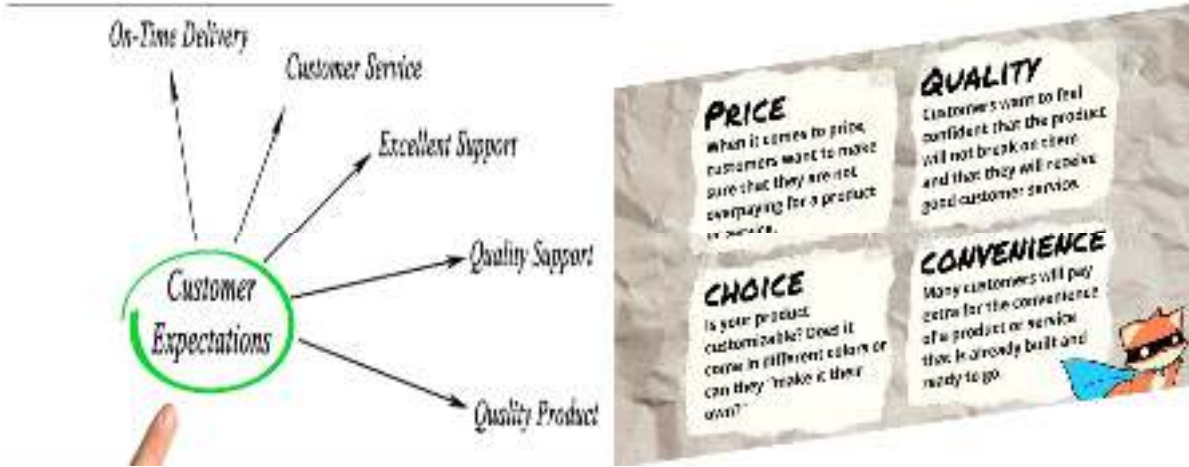 On-Time Delivery
Customer Service
Excellent Support
Quality Support
Quality Product
Customer
Expectations
PRICE
When it comes to price,
customers want to make
sure that they are not
overpaying for a product
QUALITY
Customers want to feel
confident that the product
will not break on them
and that they will receive
good customer service.
CHOICE
Is your product
customizable? Does it
come in different colors or
can they "make it their
own?"
CONVENIENCE
Many customers will pay
extra for the convenience
of a product or service
that is already built and
ready to go.